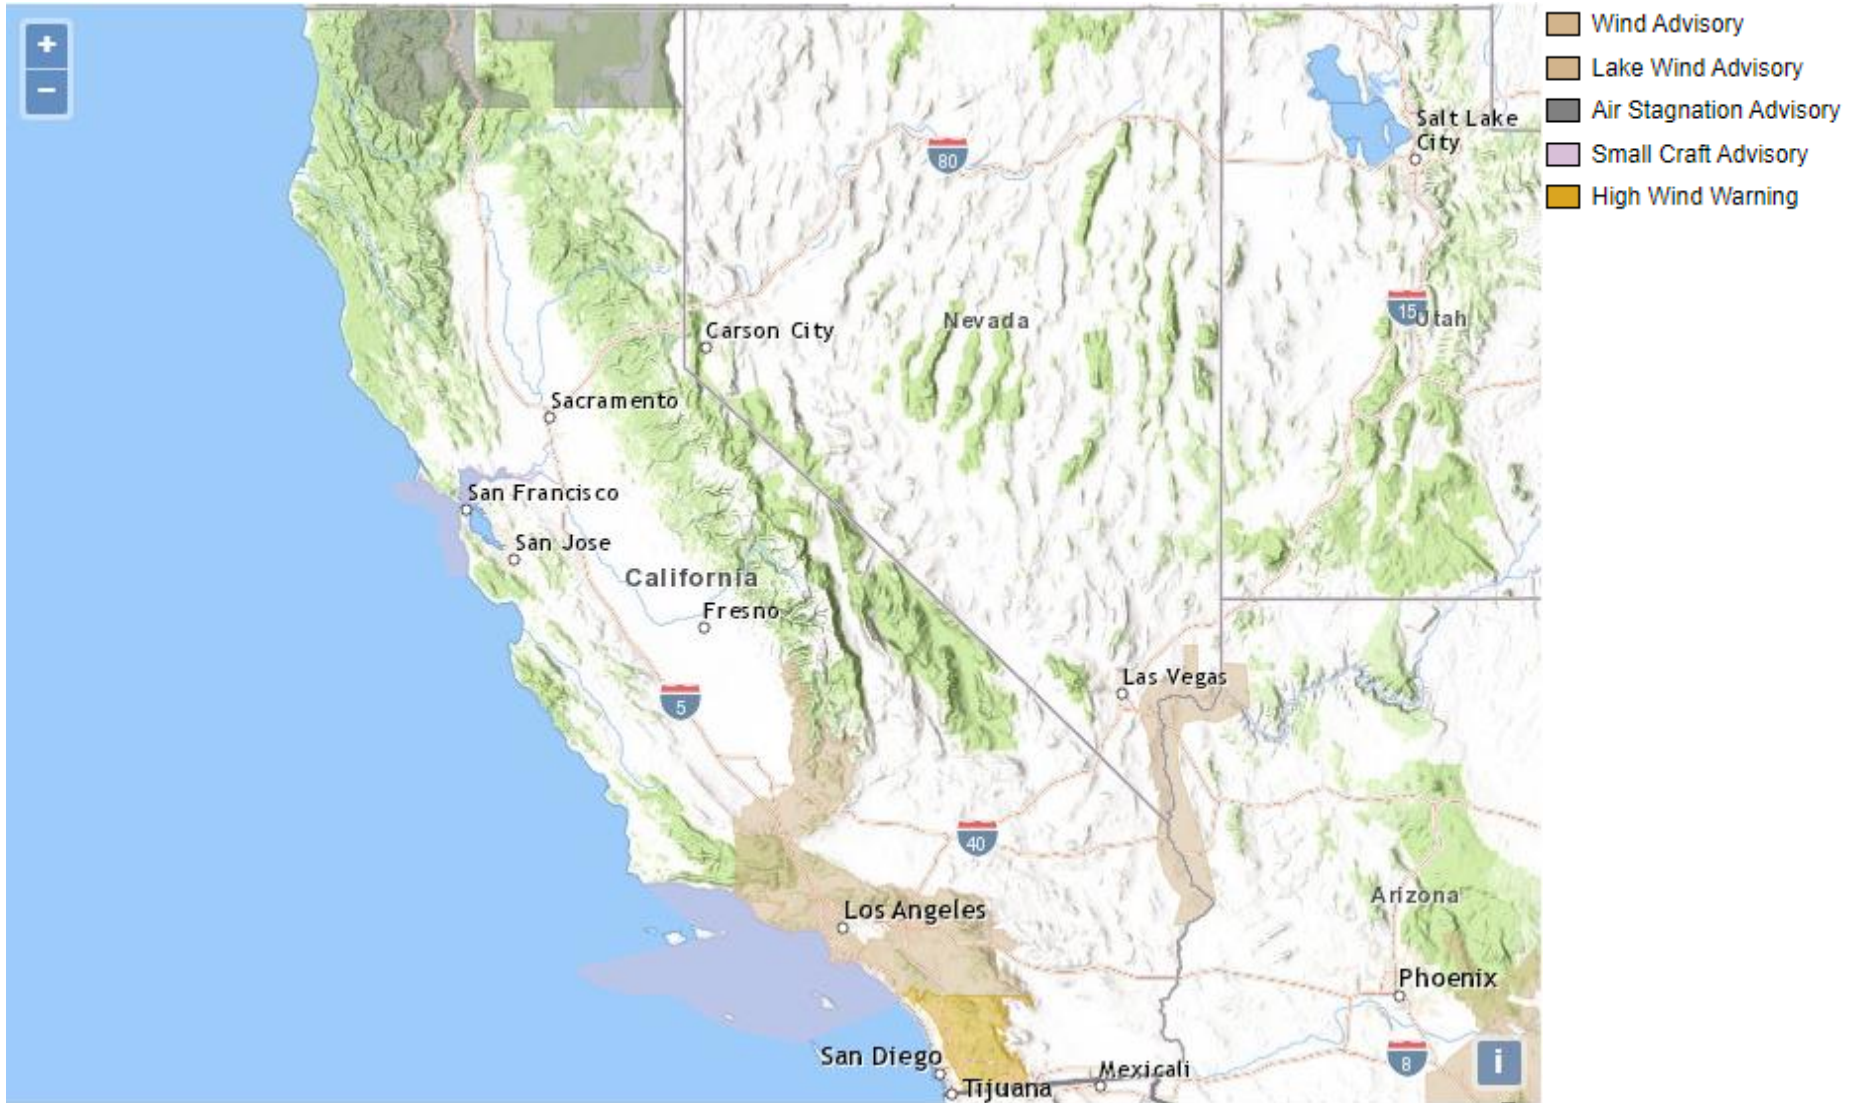 +
−
Wind Advisory
Lake Wind Advisory
Air Stagnation Advisory
Small Craft Advisory
High Wind Warning
80
Salt Lake
City
Carson City
Nevada
15
Utah
Sacramento
San Francisco
San Jose
California
Fresno
Las Vegas
5
40
Arizona
Los Angeles
Phoenix
San Diego
Mexicali
8
i
Tijuana